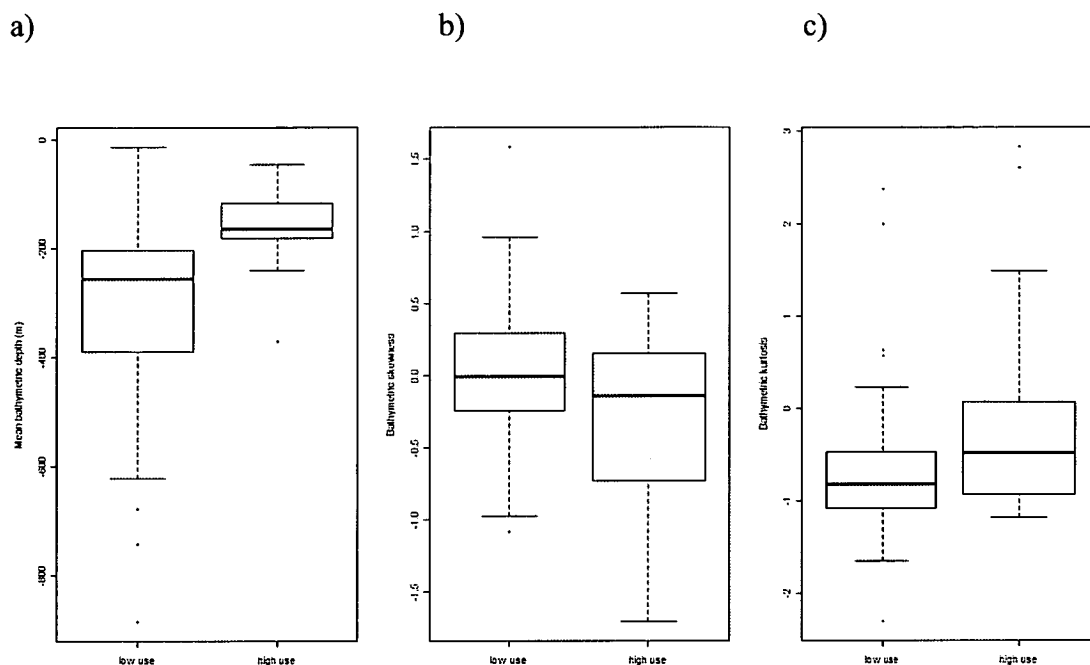 a)
b)
c)
Mean bathymetric depth (m)
0
-200
-400
-600
-800
low use
high use
Bathymetric skewness
1.5
1.0
0.5
0.0
-0.5
-1.0
-1.5
low use
high use
Bathymetric kurtosis
3
2
1
0
-1
-2
low use
high use